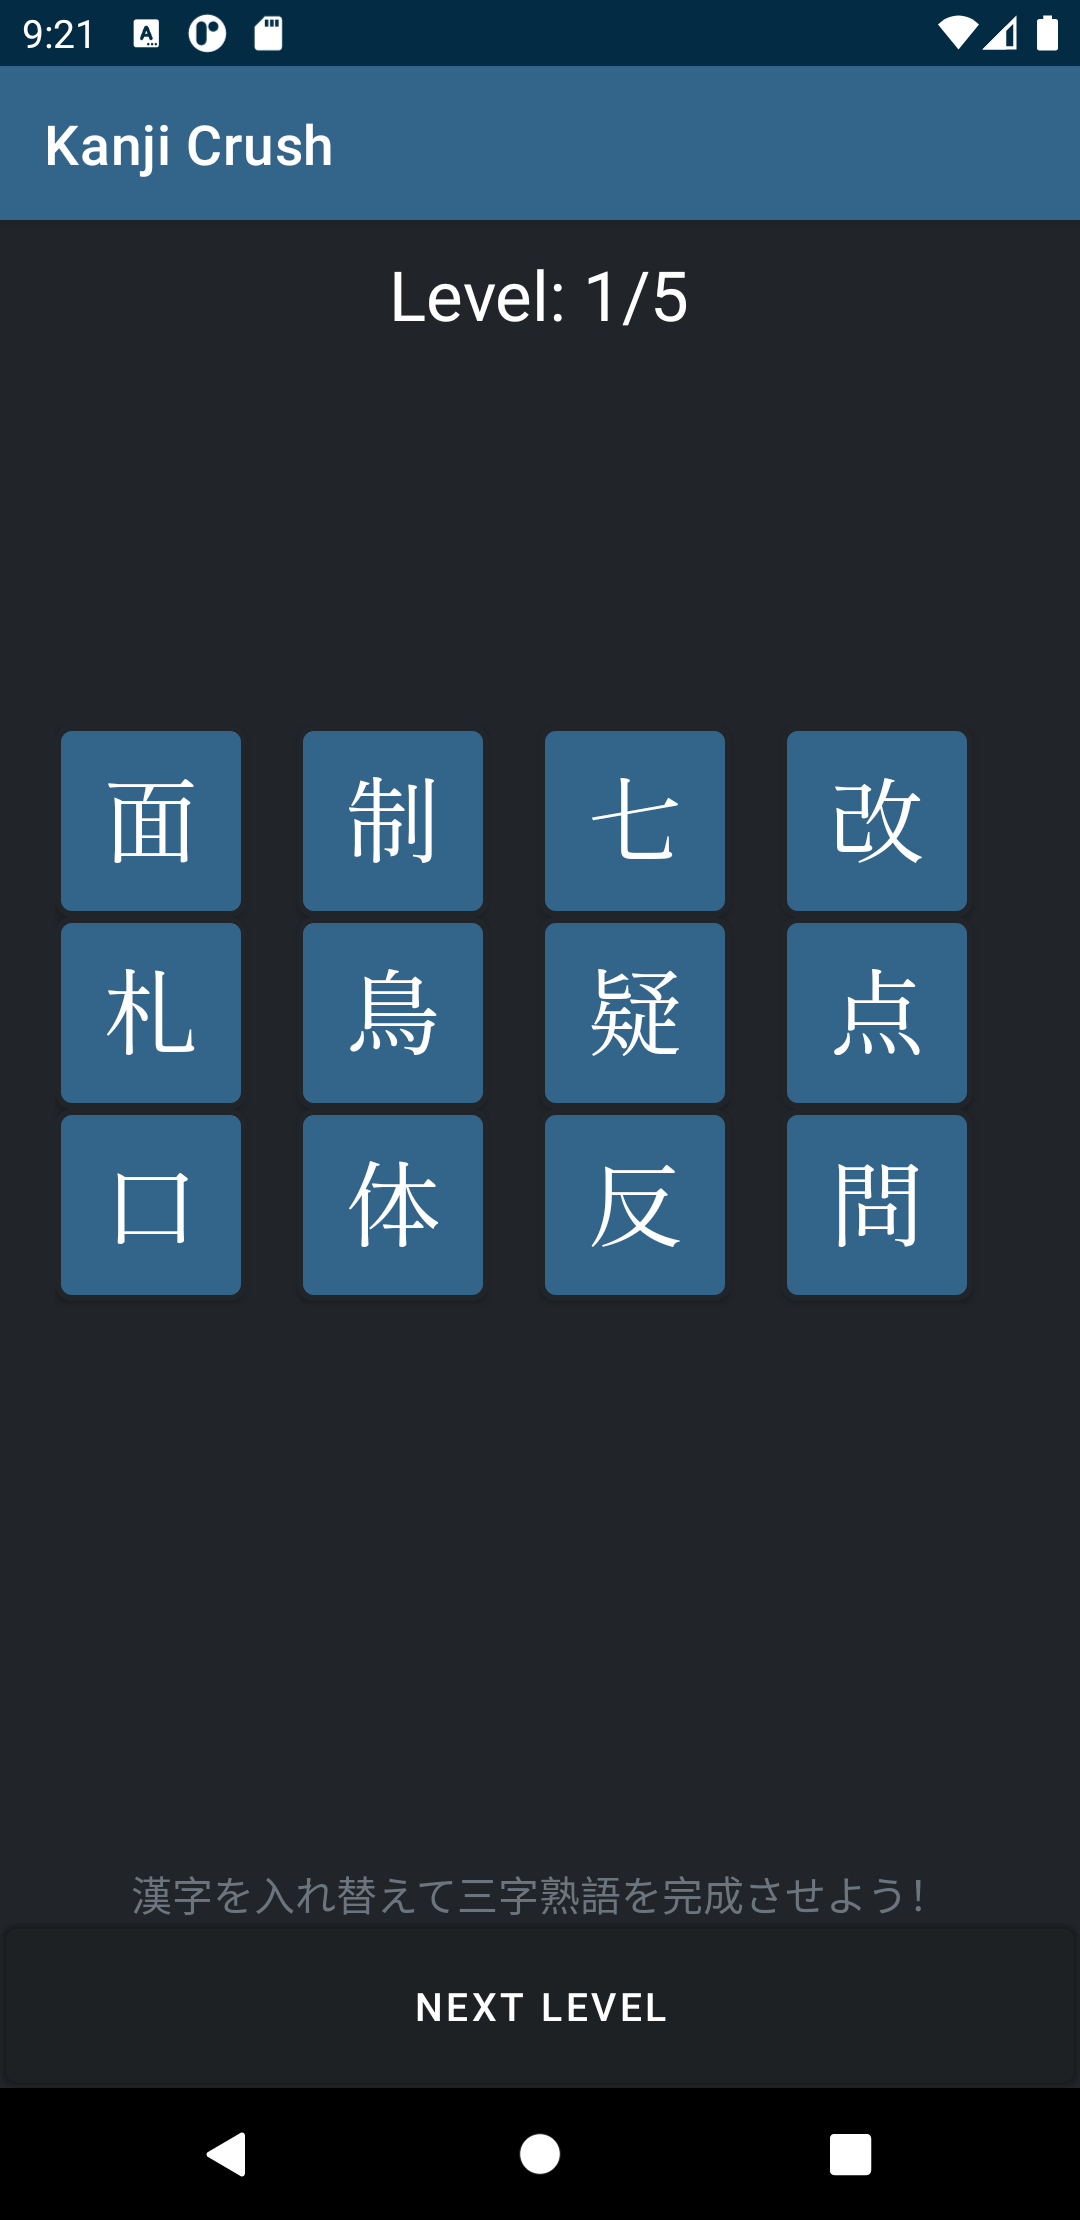 9:21
Kanji Crush
Level: 1/5
面 制 七 改
札 鳥 疑 点
口 体 反 問
漢字を入れ替えて三字熟語を完成させよう!
NEXT LEVEL